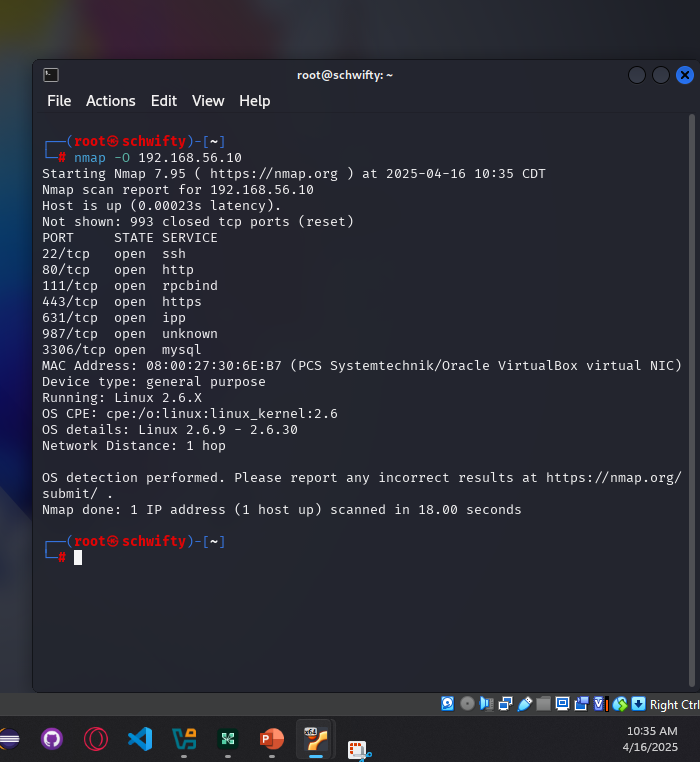 root@schwifty: ~
File Actions Edit View Help
┌──(root㉿schwifty)-[~]
└─# nmap -O 192.168.56.10
Starting Nmap 7.95 ( https://nmap.org ) at 2025-04-16 10:35 CDT
Nmap scan report for 192.168.56.10
Host is up (0.00023s latency).
Not shown: 993 closed tcp ports (reset)
PORT     STATE SERVICE
22/tcp   open  ssh
80/tcp   open  http
111/tcp  open  rpcbind
443/tcp  open  https
631/tcp  open  ipp
987/tcp  open  unknown
3306/tcp open  mysql
MAC Address: 08:00:27:30:6E:B7 (PCS Systemtechnik/Oracle VirtualBox virtual NIC)
Device type: general purpose
Running: Linux 2.6.X
OS CPE: cpe:/o:linux:linux_kernel:2.6
OS details: Linux 2.6.9 - 2.6.30
Network Distance: 1 hop
OS detection performed. Please report any incorrect results at https://nmap.org/
submit/ .
Nmap done: 1 IP address (1 host up) scanned in 18.00 seconds
┌──(root㉿schwifty)-[~]
└─#
Right Ctrl
10:35 AM
4/16/2025